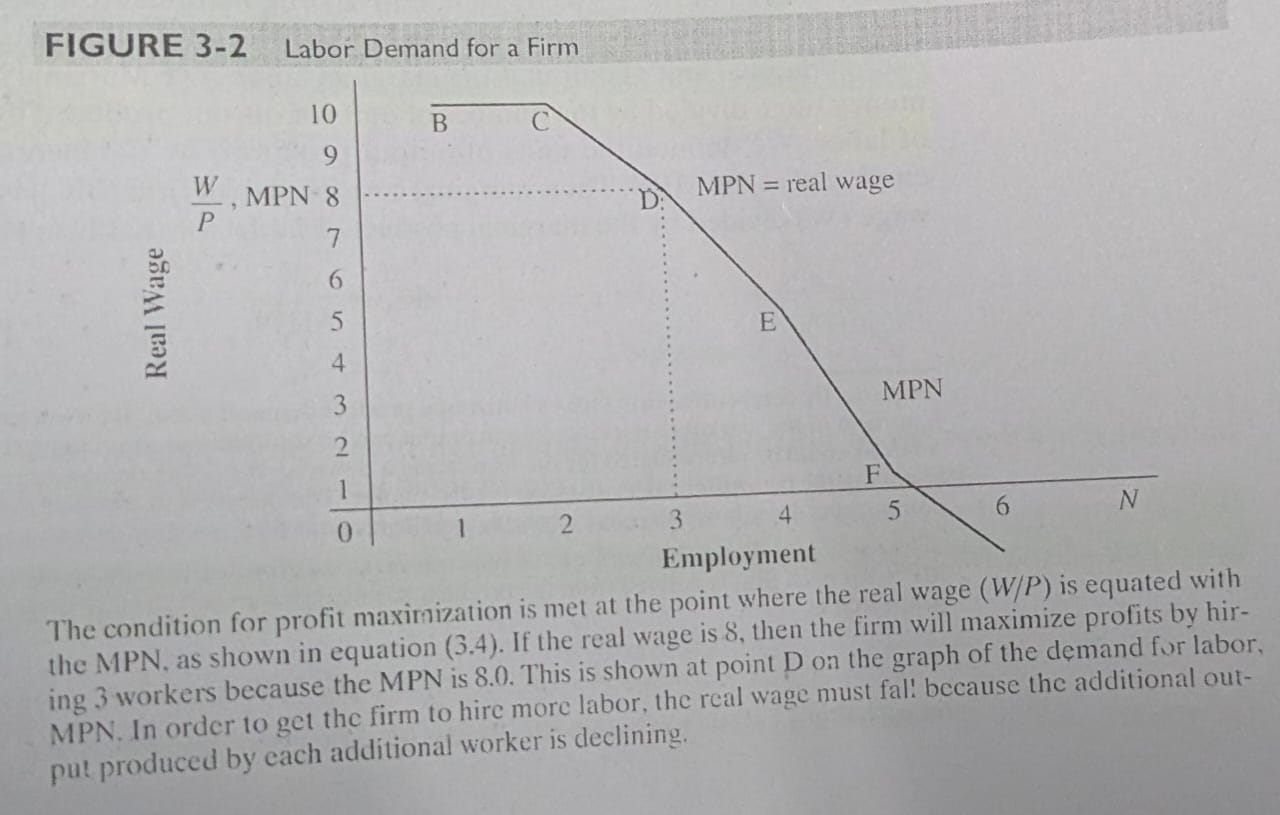 FIGURE 3-2 Labor Demand for a Firm
10
B
C
9
W
P
, MPN 8
D
MPN = real wage
7
6
5
E
4
Real Wage
3
MPN
2
1
F
0
1
2
3
4
5
6
N
Employment
The condition for profit maximization is met at the point where the real wage (W/P) is equated with
the MPN, as shown in equation (3.4). If the real wage is 8, then the firm will maximize profits by hir-
ing 3 workers because the MPN is 8.0. This is shown at point D on the graph of the demand for labor,
MPN. In order to get the firm to hire more labor, the real wage must fall because the additional out-
put produced by each additional worker is declining.